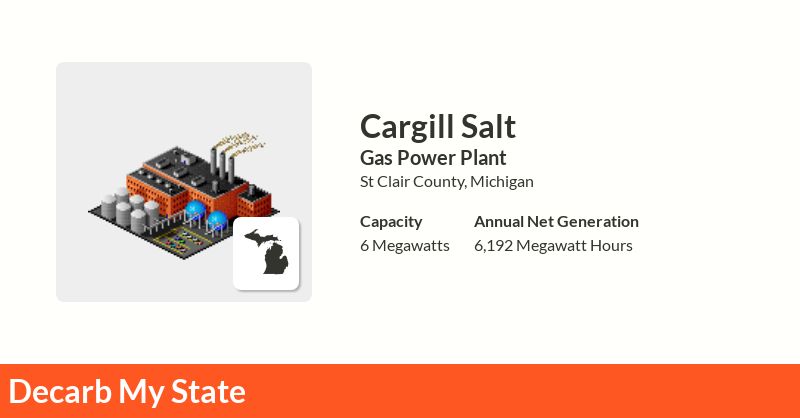 Cargill Salt
Gas Power Plant
St Clair County, Michigan
Capacity
Annual Net Generation
6 Megawatts
6,192 Megawatt Hours
Decarb My State